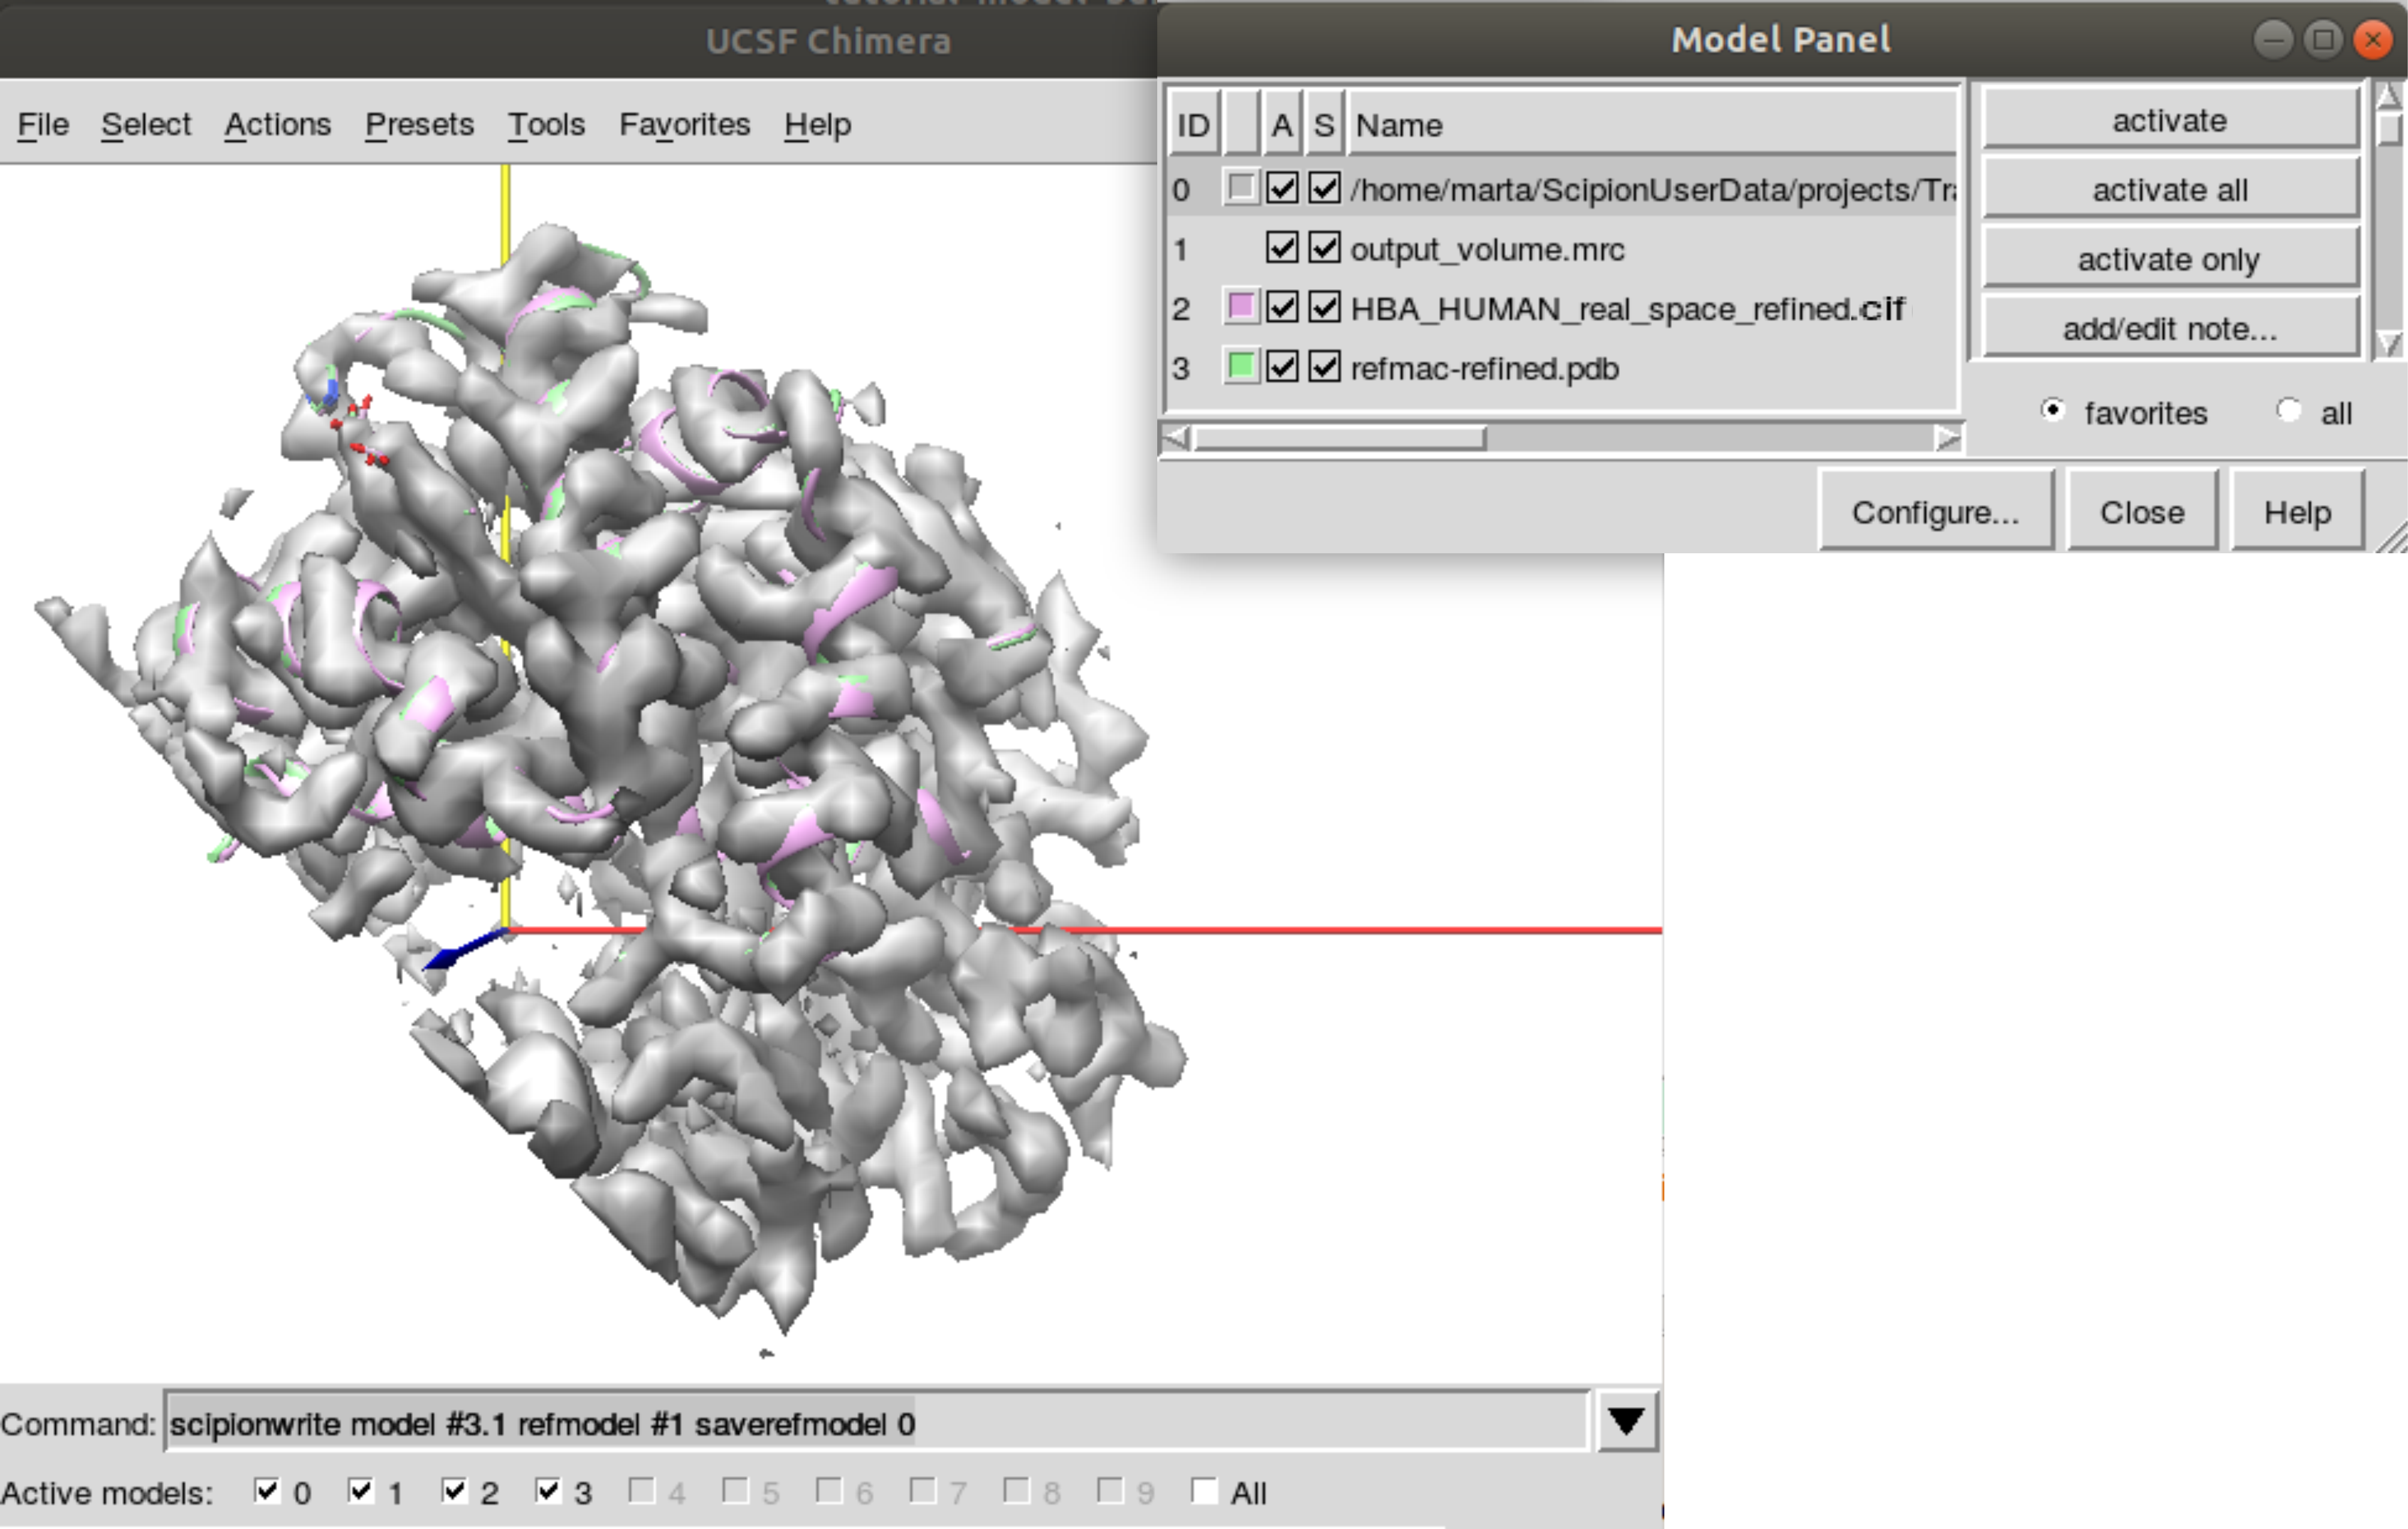 UCSF Chimera
File Select Actions Presets Tools Favorites Help
Model Panel
ID A S Name
0 /home/marta/ScipionUserData/projects/Tra
1 output_volume.mrc
2 HBA_HUMAN_real_space_refined.cif
3 refmac-refined.pdb
activate
activate all
activate only
add/edit note...
favorites all
Configure... Close Help
Command: scipionwrite model #3.1 refmodel #1 saverefmodel 0
Active models: 0 1 2 3 4 5 6 7 8 9 All